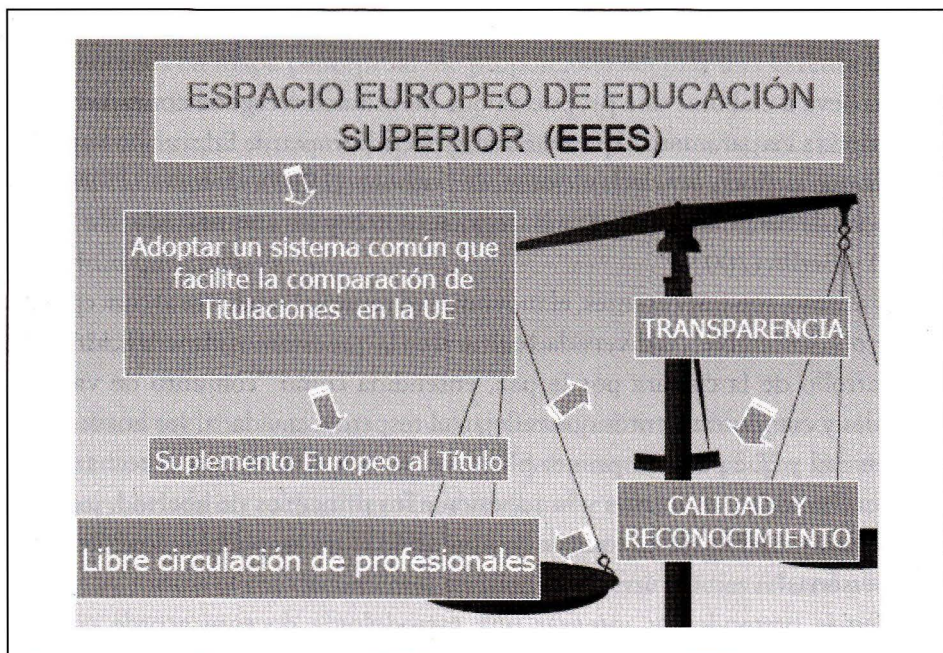 ESPACIO EUROPEO DE EDUCACIÓN
SUPERIOR (EEES)
Adoptar un sistema común que
facilite la comparación de
Titulaciones en la UE
TRANSPARENCIA
Suplemento Europeo al Título
CALIDAD Y
RECONOCIMIENTO
Libre circulación de profesionales